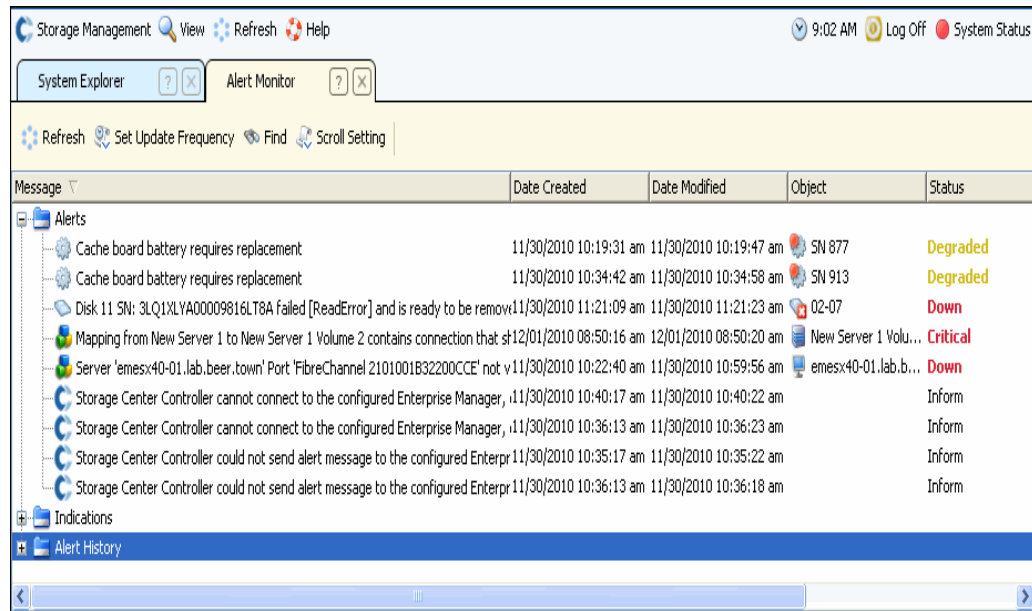 Storage Management View Refresh Help 9:02 AM Log Off System Status
System Explorer ? Alert Monitor ?
Refresh Set Update Frequency Find Scroll Setting
Message Date Created Date Modified Object Status
Alerts
Cache board battery requires replacement 11/30/2010 10:19:31 am 11/30/2010 10:19:47 am SN 877 Degraded
Cache board battery requires replacement 11/30/2010 10:34:42 am 11/30/2010 10:34:58 am SN 913 Degraded
Disk 11 SN: 3LQ1XLYA00009816LT8A failed [ReadError] and is ready to be remov 11/30/2010 11:21:09 am 11/30/2010 11:21:23 am 02-07 Down
Mapping from New Server 1 to New Server 1 Volume 2 contains connection that s 12/01/2010 08:50:16 am 12/01/2010 08:50:20 am New Server 1 Volu... Critical
Server 'emesx40-01.lab.beer.town' Port 'FibreChannel 2101001B32200CCE' not v 11/30/2010 10:22:40 am 11/30/2010 10:59:56 am emesx40-01.lab.b... Down
Storage Center Controller cannot connect to the configured Enterprise Manager, 11/30/2010 10:40:17 am 11/30/2010 10:40:22 am Inform
Storage Center Controller cannot connect to the configured Enterprise Manager, 11/30/2010 10:36:13 am 11/30/2010 10:36:23 am Inform
Storage Center Controller could not send alert message to the configured Enterpr 11/30/2010 10:35:17 am 11/30/2010 10:35:22 am Inform
Storage Center Controller could not send alert message to the configured Enterpr 11/30/2010 10:36:13 am 11/30/2010 10:36:18 am Inform
Indications
Alert History